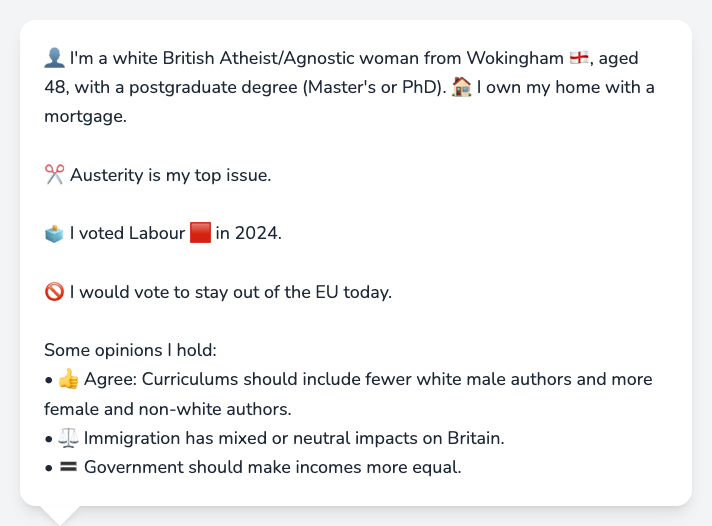 👤 I'm a white British Atheist/Agnostic woman from Wokingham 🏴󠁧󠁢󠁥󠁮󠁧󠁿, aged
48, with a postgraduate degree (Master's or PhD). 🏠 I own my home with a
mortgage.
✂️ Austerity is my top issue.
🗳️ I voted Labour 🟥 in 2024.
🚫 I would vote to stay out of the EU today.
Some opinions I hold:
• 👍 Agree: Curriculums should include fewer white male authors and more
female and non-white authors.
• ⚖️ Immigration has mixed or neutral impacts on Britain.
• 🟰 Government should make incomes more equal.